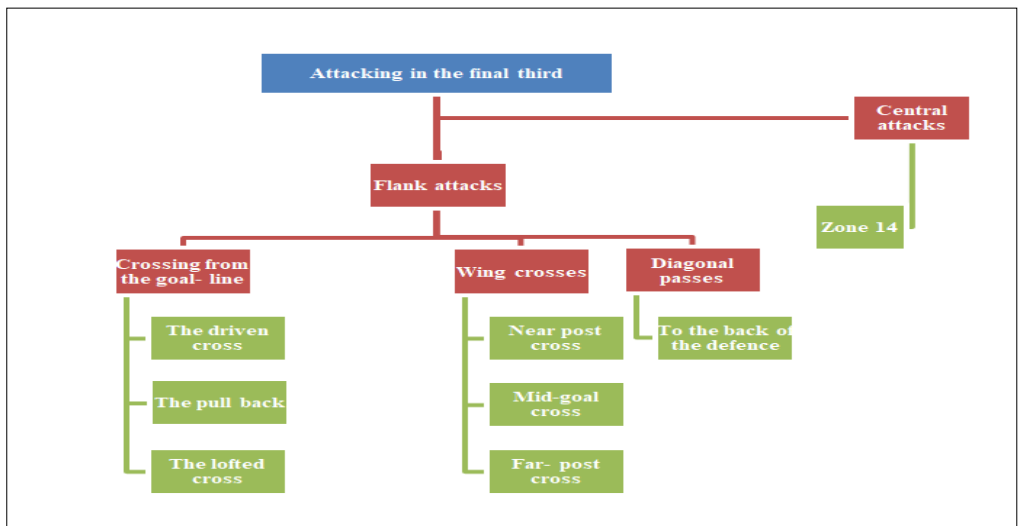 Attacking in the final third
Central
attacks
Flank attacks
Zone 14
Crossing from
the goal- line
Wing crosses
Diagonal
passes
The driven
cross
Near post
cross
To the back of
the defence
The pull back
Mid-goal
cross
The lofted
cross
Far- post
cross